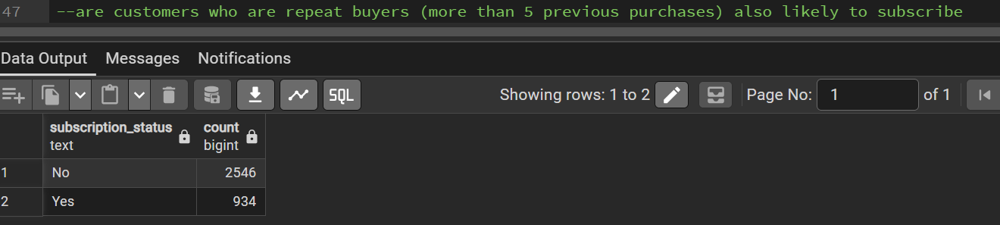 47 --are customers who are repeat buyers (more than 5 previous purchases) also likely to subscribe
Data Output Messages Notifications
SQL Showing rows: 1 to 2 Page No: 1 of 1
subscription_status count
text bigint
1 No 2546
2 Yes 934